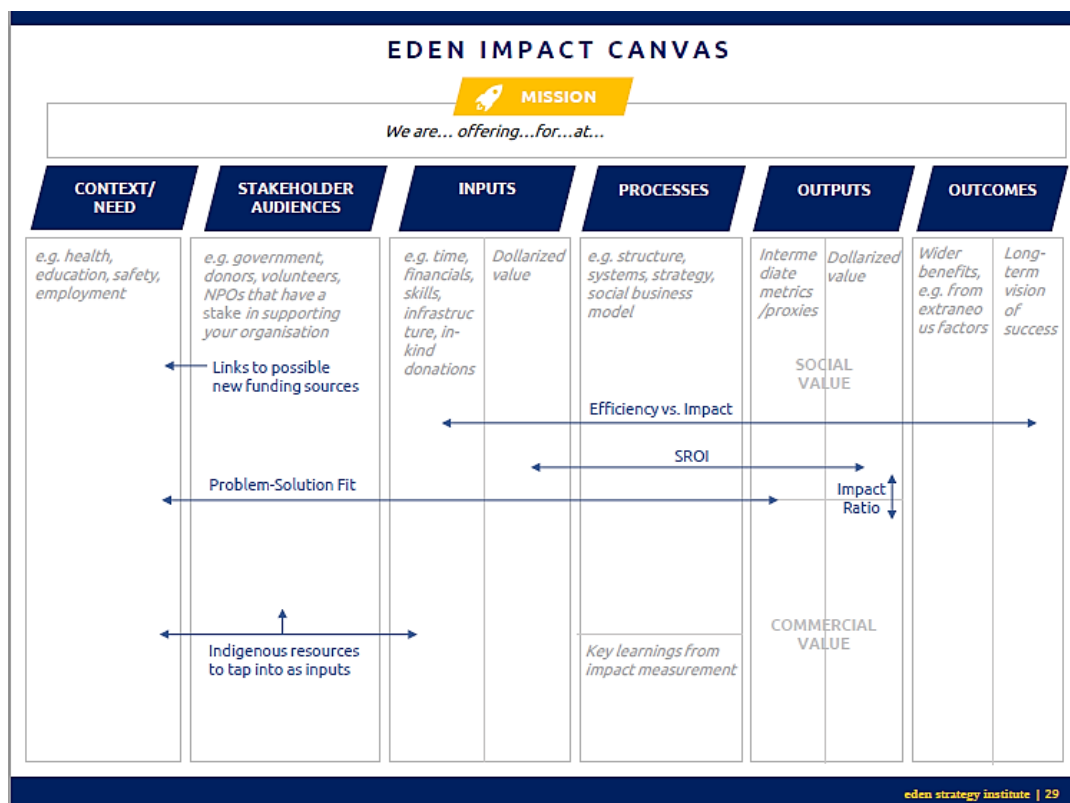 EDEN IMPACT CANVAS
MISSION
We are... offering...for...at...
CONTEXT/
NEED
STAKEHOLDER
AUDIENCES
INPUTS
PROCESSES
OUTPUTS
OUTCOMES
e.g. health,
education, safety,
employment
e.g. government,
donors, volunteers,
NPOs that have a
stake in supporting
your organisation
e.g. time,
financials,
skills,
infrastruc
ture, in-
kind
donations
Dollarized
value
e.g. structure,
systems, strategy,
social business
model
Interme
diate
metrics
/proxies
Dollarized
value
Wider
benefits,
e.g. from
extraneo
us factors
Long-
term
vision
of
success
Links to possible
new funding sources
SOCIAL
VALUE
Efficiency vs. Impact
SROI
Problem-Solution Fit
Impact
Ratio
Indigenous resources
to tap into as inputs
Key learnings from
impact measurement
COMMERCIAL
VALUE
eden strategy institute | 29